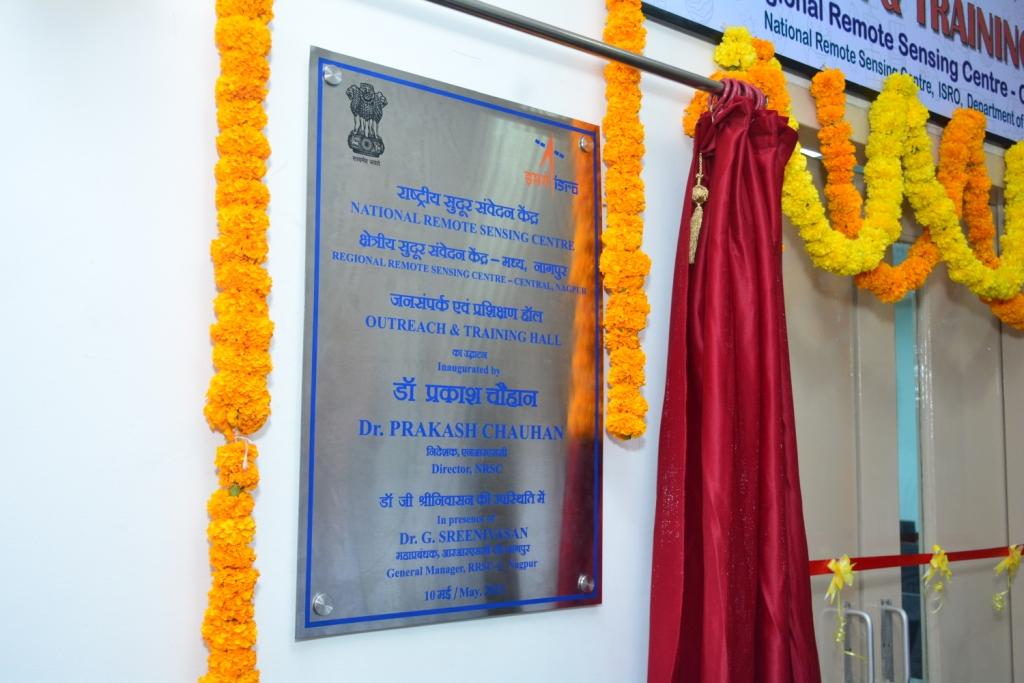 & TRAINING
egional Remote Sensing Centre - C
National Remote Sensing Centre, ISRO, Department of
सत्यमेव जयते
इसरो
राष्ट्रीय सुदूर संवेदन केंद्र
NATIONAL REMOTE SENSING CENTRE
क्षेत्रीय सुदूर संवेदन केंद्र – मध्य, नागपुर
REGIONAL REMOTE SENSING CENTRE – CENTRAL, NAGPUR
जनसंपर्क एवं प्रशिक्षण हॉल
OUTREACH & TRAINING HALL
का उद्घाटन
Inaugurated by
डॉ प्रकाश चौहान
Dr. PRAKASH CHAUHAN
निदेशक, एनआरएससी
Director, NRSC
डॉ जी श्रीनिवासन की उपस्थिति में
In presence of
Dr. G. SREENIVASAN
महाप्रबंधक, आरआरएससी-सी, नागपुर
General Manager, RRSC-C, Nagpur
10 मई / May,